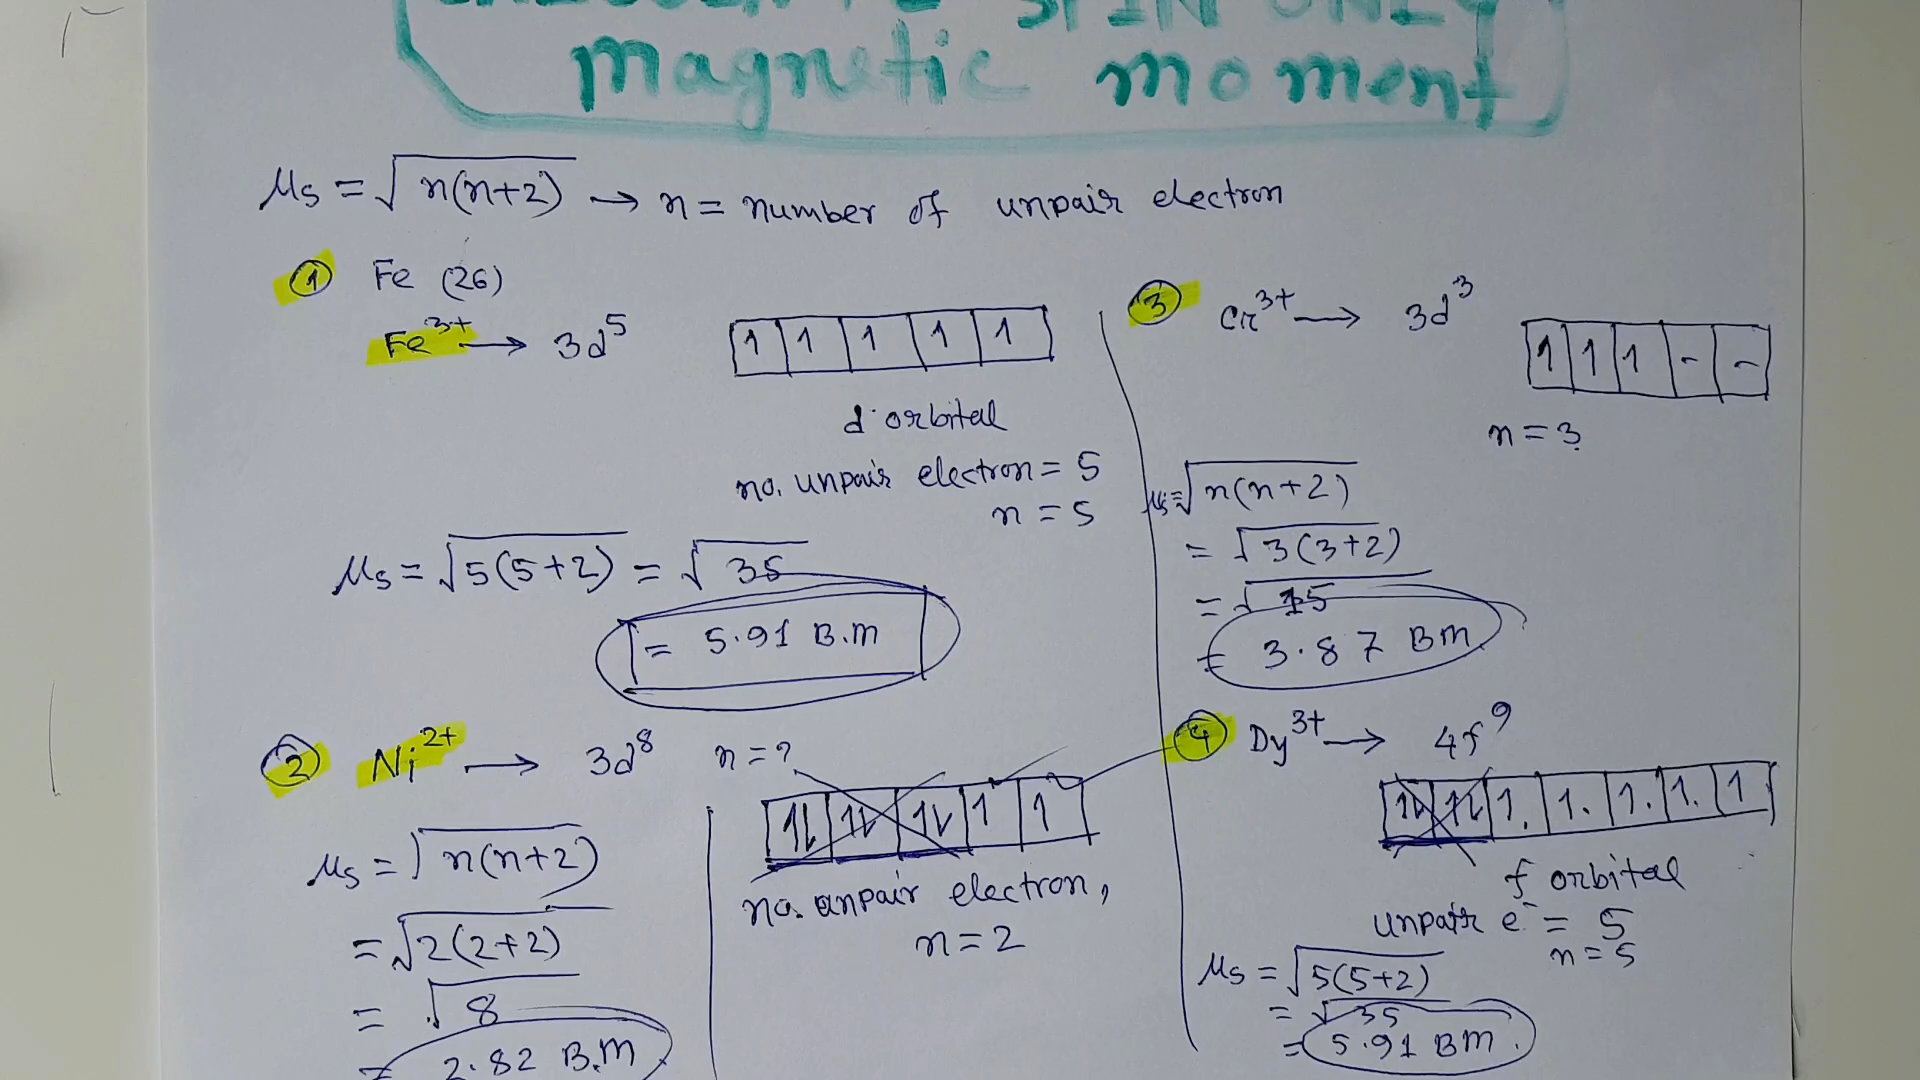 SPIN ONLY
magnetic moment
μs = √n(n+2) → n = number of unpair electron
① Fe (26)
Fe³⁺ → 3d⁵
1 1 1 1 1
d orbital
no. unpair electron = 5
n = 5
μs = √5(5+2) = √35
= 5.91 B.M
② Ni²⁺ → 3d⁸ n = ?
1l 1l 1l 1 1
no. unpair electron,
n = 2
μs = √n(n+2)
= √2(2+2)
= √8
= 2.82 B.M
③ Cr³⁺ → 3d³
1 1 1 - -
n = 3
μs = √n(n+2)
= √3(3+2)
= √15
= 3.87 BM
④ Dy³⁺ → 4f⁹
1l 1l 1. 1. 1. 1. 1
f orbital
unpair e⁻ = 5
n = 5
μs = √5(5+2)
= √35
= 5.91 BM.